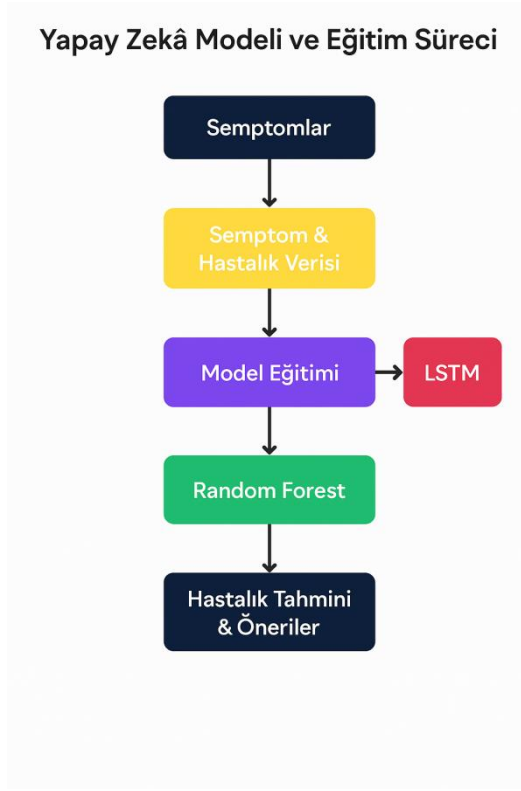 Yapay Zekâ Modeli ve Eğitim Süreci
Semptomlar
Semptom &
Hastalık Verisi
Model Eğitimi
LSTM
Random Forest
Hastalık Tahmini
& Öneriler